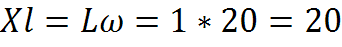 Xl = Lω = 1 * 20 = 20